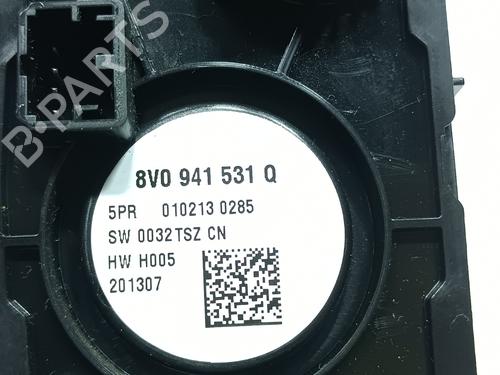 B-PARTS
8V0 941 531 Q
5PR 010213 0285
SW 0032TSZ CN
HW H005
201307